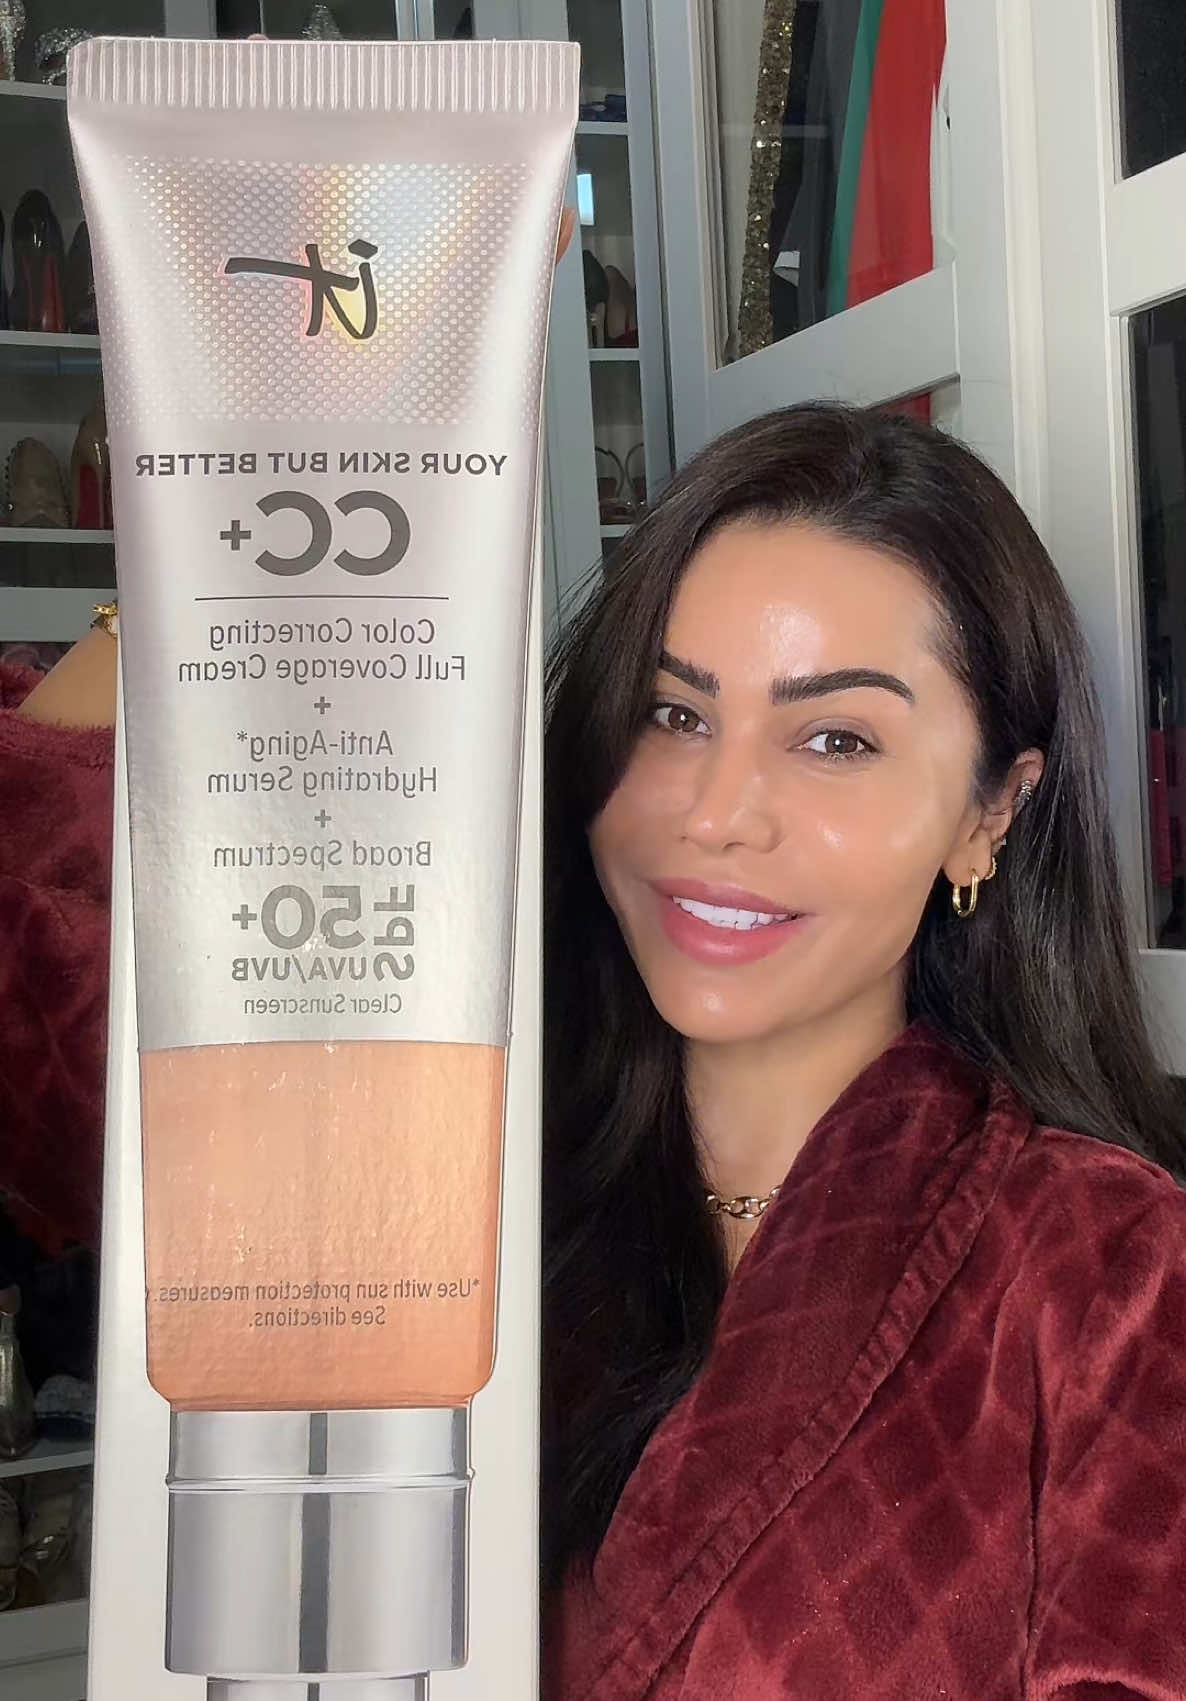 it
YOUR SKIN BUT BETTER
CC+
Color Correcting
Full Coverage Cream
+
Anti-Aging*
Hydrating Serum
+
Broad Spectrum
SPF 50+
UVA/UVB
Clear Sunscreen
*Use with sun protection measures.
See directions.